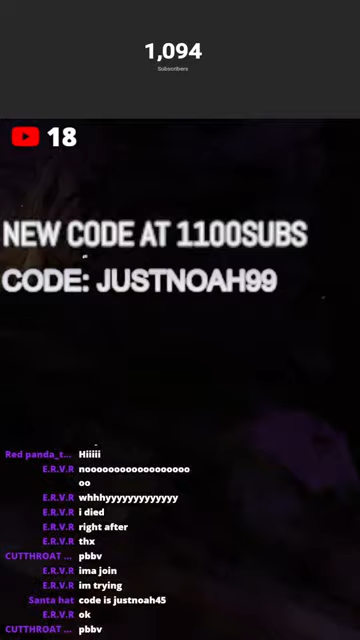 1,094
Subscribers
18
NEW CODE AT 1100SUBS
CODE: JUSTNOAH99
Red panda_t... Hiiiii
E.R.V.R noooooooooooooooooo
oo
E.R.V.R whhhyyyyyyyyyyyyy
E.R.V.R i died
E.R.V.R right after
E.R.V.R thx
CUTTHROAT ... pbbv
E.R.V.R ima join
E.R.V.R im trying
Santa hat code is justnoah45
E.R.V.R ok
CUTTHROAT ... pbbv